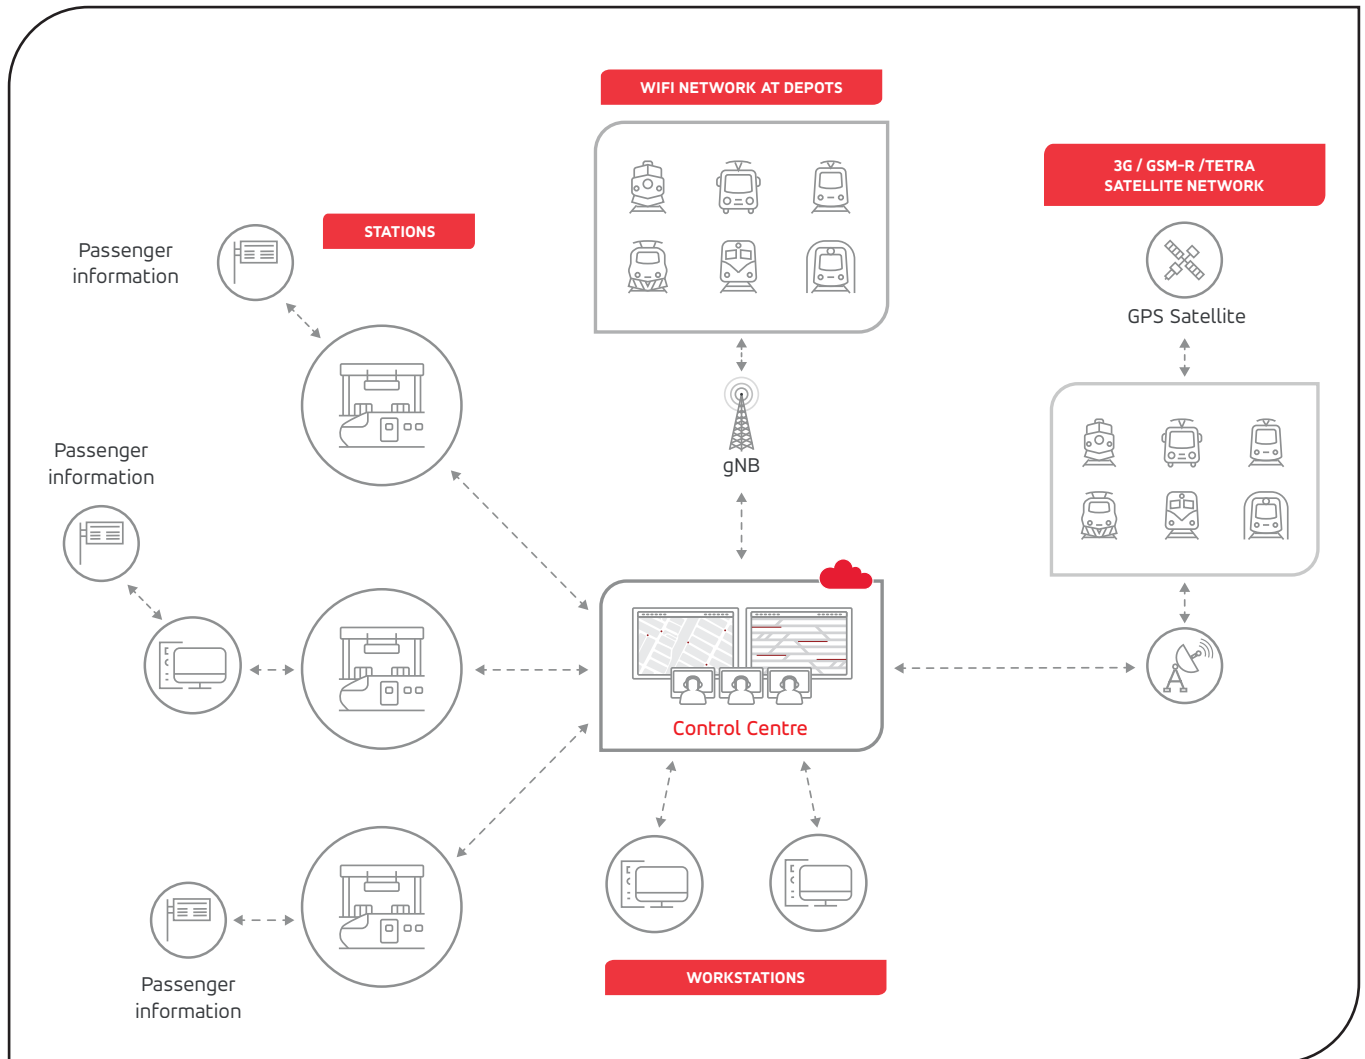 WIFI NETWORK AT DEPOTS
3G / GSM-R /TETRA
SATELLITE NETWORK
STATIONS
Passenger
information
GPS Satellite
Passenger
information
gNB
Control Centre
WORKSTATIONS
Passenger
information